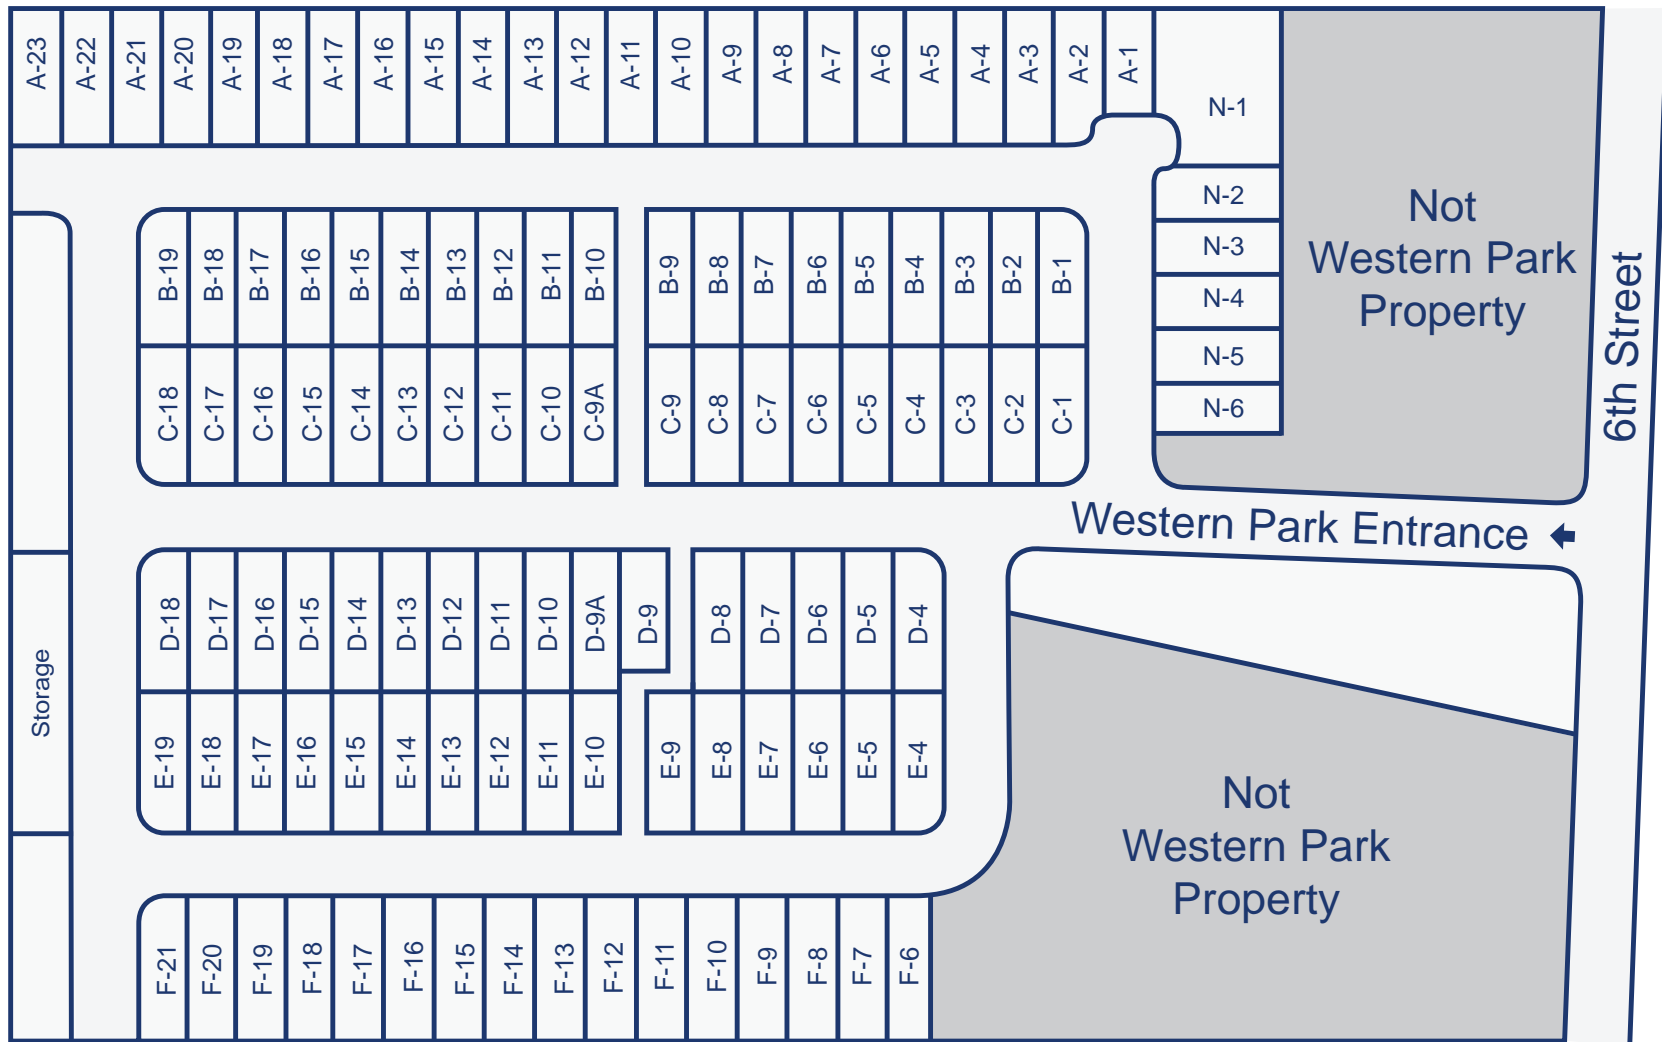 A-23
A-22
A-21
A-20
A-19
A-18
A-17
A-16
A-15
A-14
A-13
A-12
A-11
A-10
A-9
A-8
A-7
A-6
A-5
A-4
A-3
A-2
A-1
N-1
N-2
N-3
N-4
N-5
N-6
Not
Western Park
Property
6th Street
B-19
B-18
B-17
B-16
B-15
B-14
B-13
B-12
B-11
B-10
B-9
B-8
B-7
B-6
B-5
B-4
B-3
B-2
B-1
C-18
C-17
C-16
C-15
C-14
C-13
C-12
C-11
C-10
C-9A
C-9
C-8
C-7
C-6
C-5
C-4
C-3
C-2
C-1
Western Park Entrance
D-18
D-17
D-16
D-15
D-14
D-13
D-12
D-11
D-10
D-9A
D-9
D-8
D-7
D-6
D-5
D-4
Storage
E-19
E-18
E-17
E-16
E-15
E-14
E-13
E-12
E-11
E-10
E-9
E-8
E-7
E-6
E-5
E-4
Not
Western Park
Property
F-21
F-20
F-19
F-18
F-17
F-16
F-15
F-14
F-13
F-12
F-11
F-10
F-9
F-8
F-7
F-6